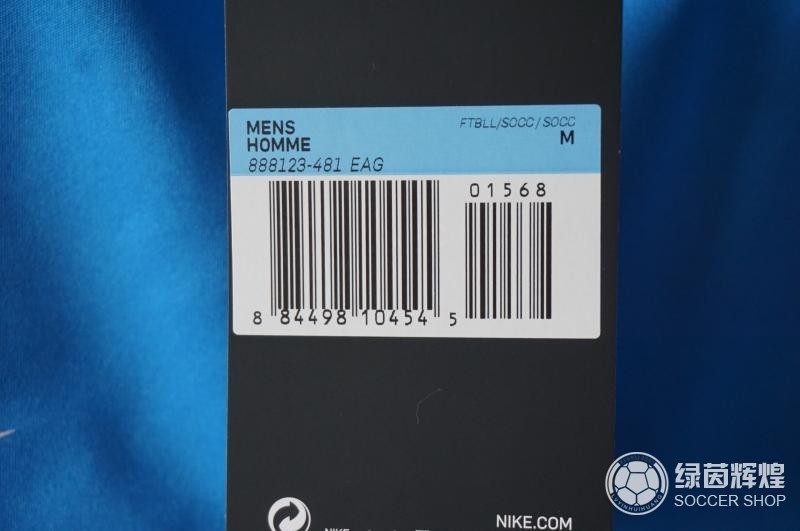 MENS
HOMME
FTBLL/SOCC/SOCC
M
888123-481 EAG
01568
8 84498 10454 5
NIKE.COM
绿茵辉煌
SOCCER SHOP